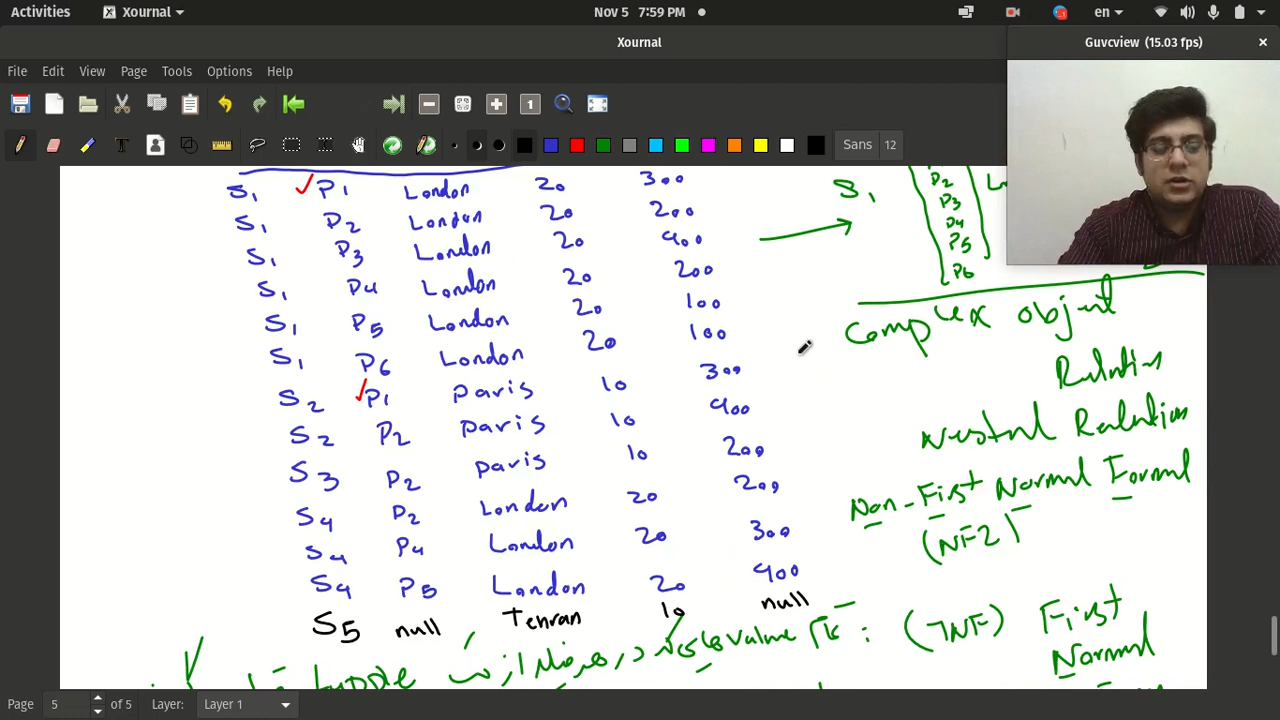 Activities Xournal Nov 5 7:59 PM en
Xournal
Guvcview (15.03 fps)
File Edit View Page Tools Options Help
Sans 12
S1 P1 London 20 300
S1 P2 London 20 200
S1 P3 London 20 400
S1 P4 London 20 200
S1 P5 London 20 100
S1 P6 London 20 100
S2 P1 Paris 10 300
S2 P2 Paris 10 400
S3 P2 Paris 10 200
S4 P2 London 20 200
S4 P4 London 20 300
S4 P5 London 20 400
S5 null Tehran 10 null
S1
P2
P3
P4
P5
P6
Complex object
Relation
Nested Relation
Non-First Normal Formal
(NF2)
value
: (1NF) First
Normal
Page 5 of 5 Layer: Layer 1